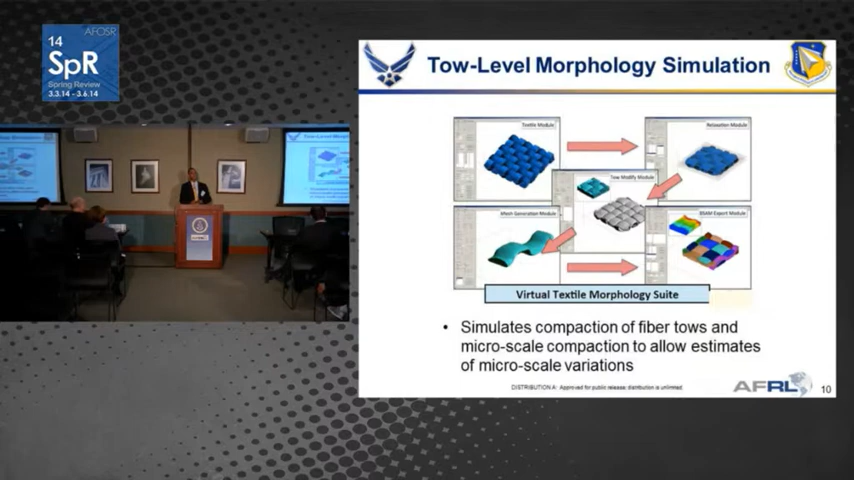 AFOSR
14
SpR
Spring Review
3.3.14 - 3.6.14
Tow-Level Morphology Simulation
Textile Module
Relaxation Module
Tow Modify Module
Mesh Generation Module
BSAM Export Module
Virtual Textile Morphology Suite
• Simulates compaction of fiber tows and
micro-scale compaction to allow estimates
of micro-scale variations
DISTRIBUTION A: Approved for public release; distribution is unlimited.
AFRL
10
Tow-Level Morphology